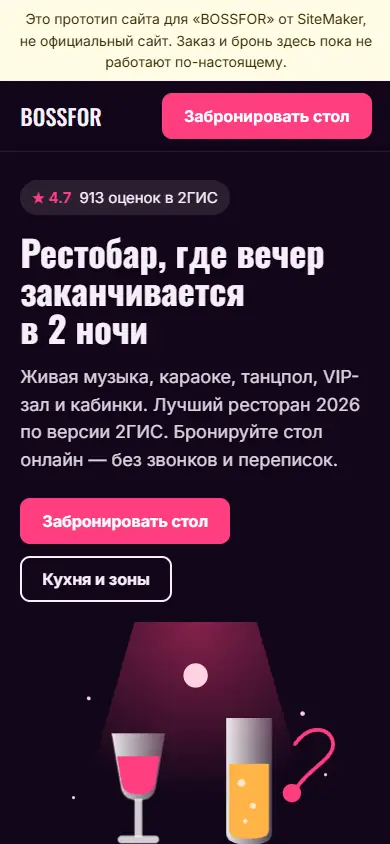 Это прототип сайта для «BOSSFOR» от SiteMaker,
не официальный сайт. Заказ и бронь здесь пока не
работают по-настоящему.
BOSSFOR
Забронировать стол
★ 4.7 913 оценок в 2ГИС
Рестобар, где вечер
заканчивается
в 2 ночи
Живая музыка, караоке, танцпол, VIP-
зал и кабинки. Лучший ресторан 2026
по версии 2ГИС. Бронируйте стол
онлайн — без звонков и переписок.
Забронировать стол
Кухня и зоны